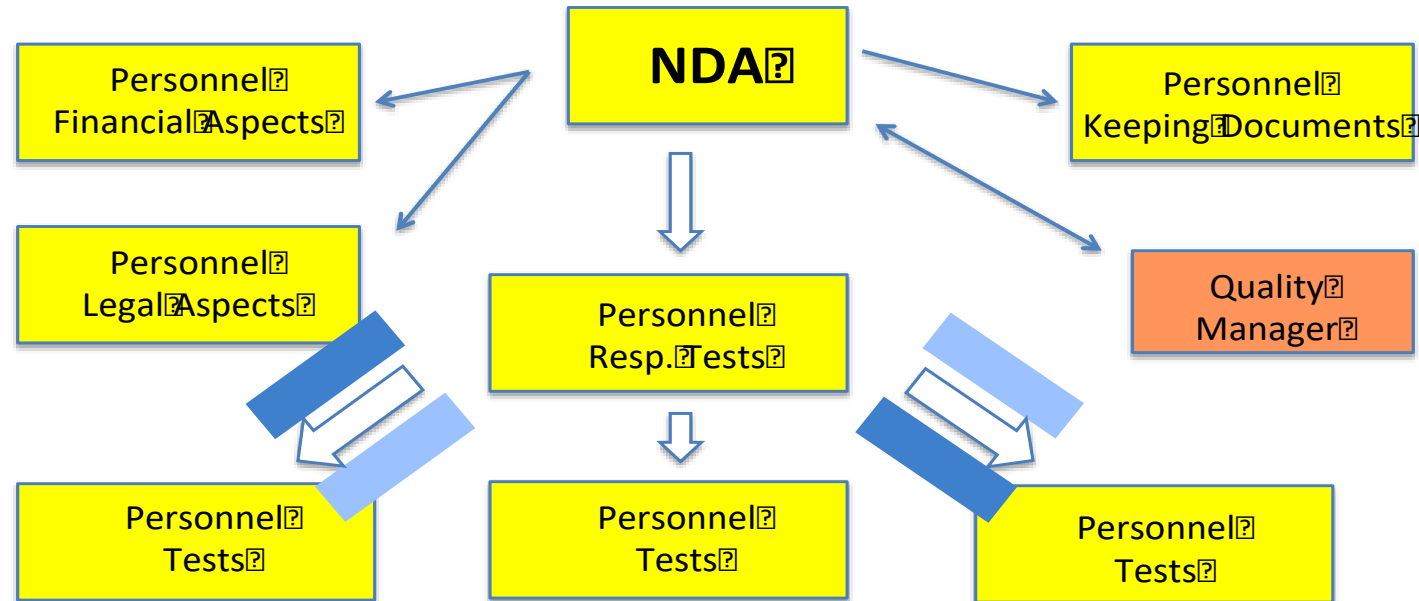 NDA
Personnel
Financial Aspects
Personnel
Keeping Documents
Personnel
Legal Aspects
Quality
Manager
Personnel
Resp. Tests
Personnel
Tests
Personnel
Tests
Personnel
Tests